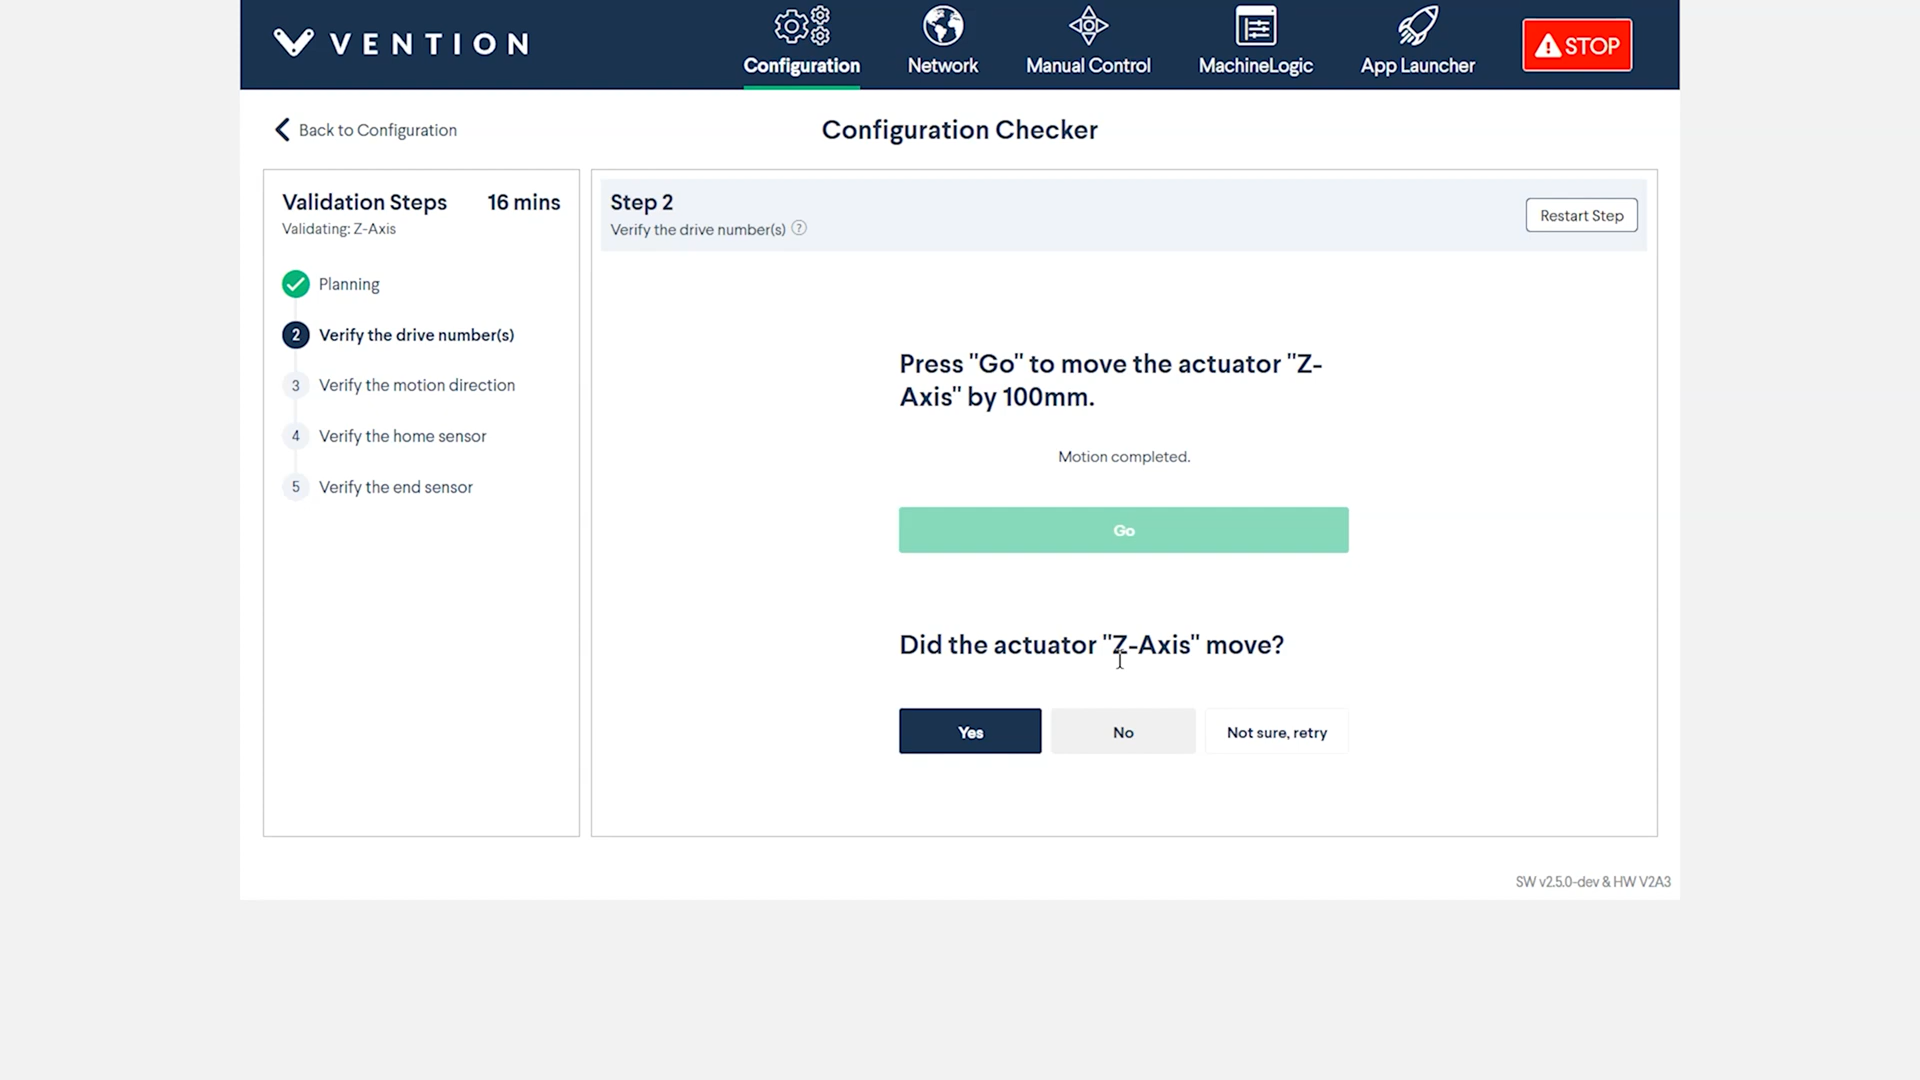 VENTION
Configuration
Network
Manual Control
MachineLogic
App Launcher
STOP
Back to Configuration
Configuration Checker
Validation Steps 16 mins
Validating: Z-Axis
Planning
2 Verify the drive number(s)
3 Verify the motion direction
4 Verify the home sensor
5 Verify the end sensor
Step 2
Verify the drive number(s) ?
Restart Step
Press "Go" to move the actuator "Z-
Axis" by 100mm.
Motion completed.
Go
Did the actuator "Z-Axis" move?
Yes
No
Not sure, retry
SW v2.5.0-dev & HW V2A3